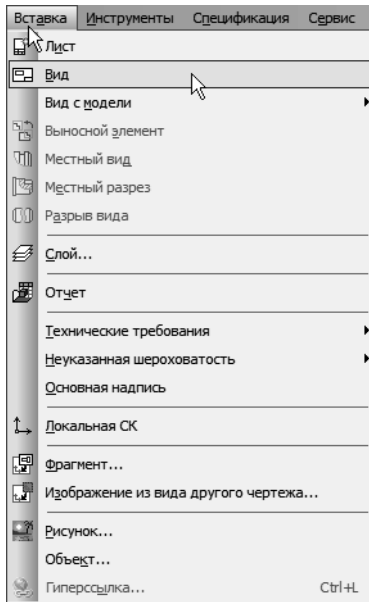 Вставка Инструменты Спецификация Сервис
Лист
Вид
Вид с модели
Выносной элемент
Местный вид
Местный разрез
Разрыв вида
Слой...
Отчет
Технические требования
Неуказанная шероховатость
Основная надпись
Локальная СК
Фрагмент...
Изображение из вида другого чертежа...
Рисунок...
Объект...
Гиперссылка... Ctrl+L